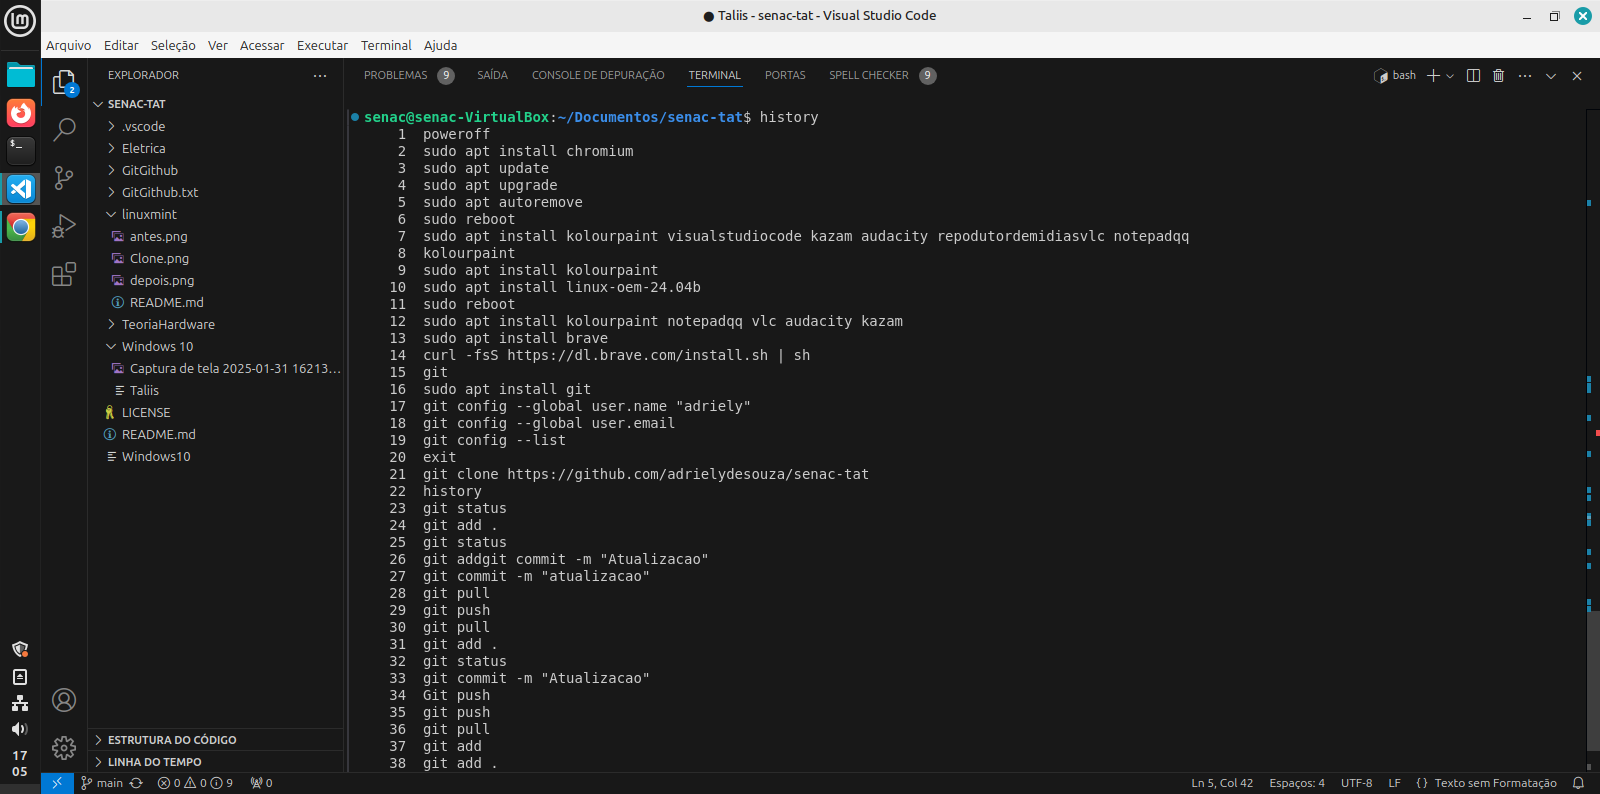 ● Taliis - senac-tat - Visual Studio Code
Arquivo Editar Seleção Ver Acessar Executar Terminal Ajuda
EXPLORADOR ...
SENAC-TAT
.vscode
Eletrica
GitGithub
GitGithub.txt
linuxmint
antes.png
Clone.png
depois.png
README.md
TeoriaHardware
Windows 10
Captura de tela 2025-01-31 16213...
Taliis
LICENSE
README.md
Windows10
ESTRUTURA DO CÓDIGO
LINHA DO TEMPO
2
17
05
PROBLEMAS 9 SAÍDA CONSOLE DE DEPURAÇÃO TERMINAL PORTAS SPELL CHECKER 9 bash
senac@senac-VirtualBox:~/Documentos/senac-tat$ history
1 poweroff
2 sudo apt install chromium
3 sudo apt update
4 sudo apt upgrade
5 sudo apt autoremove
6 sudo reboot
7 sudo apt install kolourpaint visualstudiocode kazam audacity repodutordemidiasvlc notepadqq
8 kolourpaint
9 sudo apt install kolourpaint
10 sudo apt install linux-oem-24.04b
11 sudo reboot
12 sudo apt install kolourpaint notepadqq vlc audacity kazam
13 sudo apt install brave
14 curl -fsS https://dl.brave.com/install.sh | sh
15 git
16 sudo apt install git
17 git config --global user.name "adriely"
18 git config --global user.email
19 git config --list
20 exit
21 git clone https://github.com/adrielydesouza/senac-tat
22 history
23 git status
24 git add .
25 git status
26 git addgit commit -m "Atualizacao"
27 git commit -m "atualizacao"
28 git pull
29 git push
30 git pull
31 git add .
32 git status
33 git commit -m "Atualizacao"
34 Git push
35 git push
36 git pull
37 git add
38 git add .
main 0 0 9 0 Ln 5, Col 42 Espaços: 4 UTF-8 LF {} Texto sem Formatação